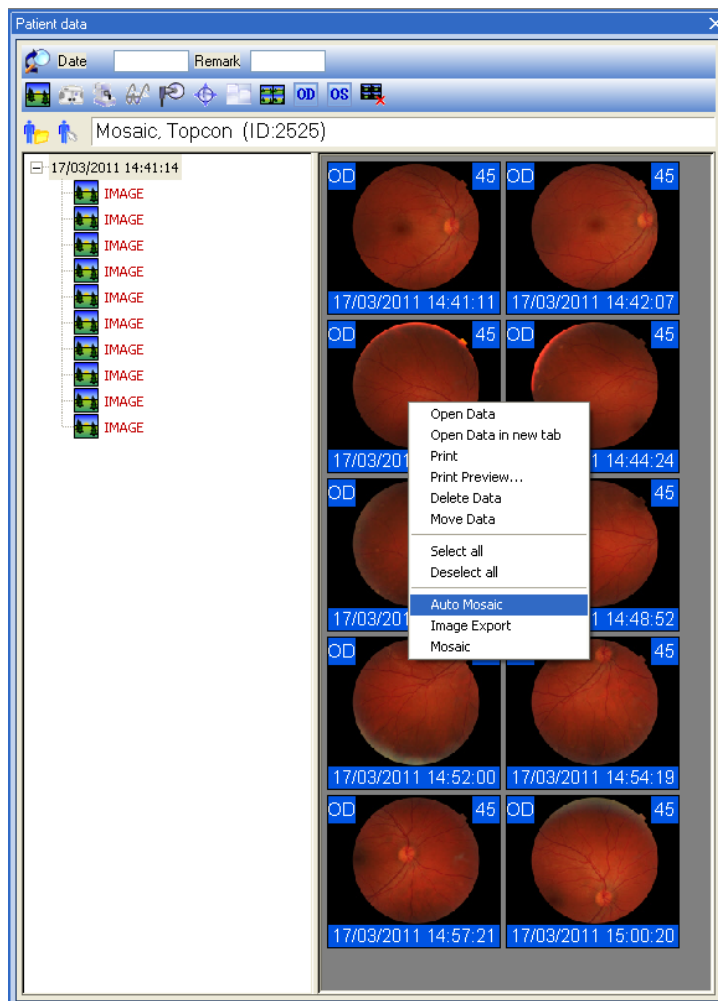 Patient data
Date Remark
OD OS
Mosaic, Topcon (ID:2525)
17/03/2011 14:41:14
IMAGE
IMAGE
IMAGE
IMAGE
IMAGE
IMAGE
IMAGE
IMAGE
IMAGE
IMAGE
OD 45 OD 45
17/03/2011 14:41:11 17/03/2011 14:42:07
OD 45 OD 45
17/03/201 1 14:44:24
OD 45
17/03/201 1 14:48:52
OD 45
17/03/2011 14:52:00 17/03/2011 14:54:19
OD 45 OD 45
17/03/2011 14:57:21 17/03/2011 15:00:20
Open Data
Open Data in new tab
Print
Print Preview...
Delete Data
Move Data
Select all
Deselect all
Auto Mosaic
Image Export
Mosaic